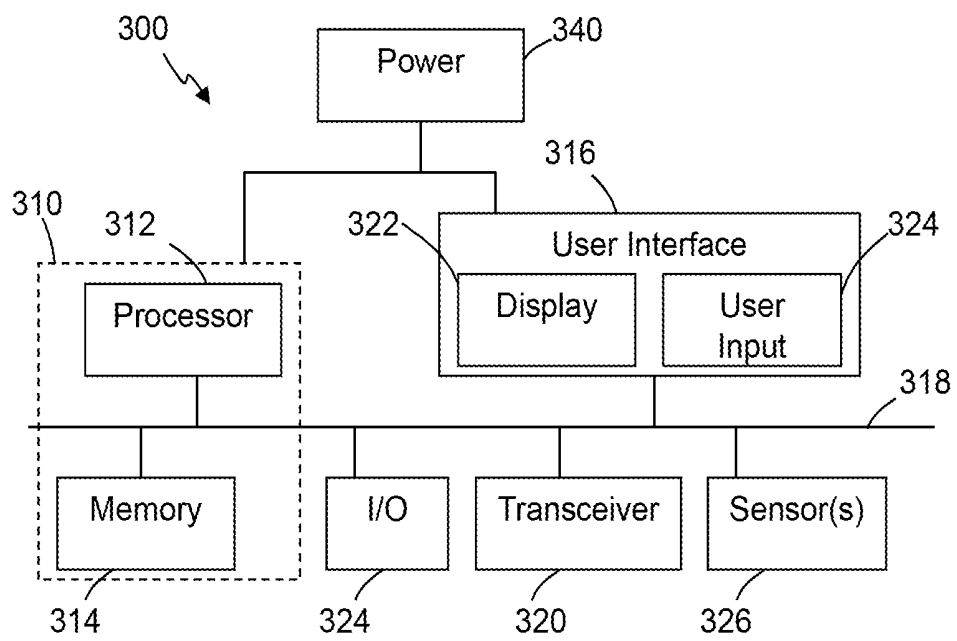 300
340
Power
316
310
312
322
324
User Interface
Processor
Display
User
Input
318
Memory
I/O
Transceiver
Sensor(s)
314
324
320
326